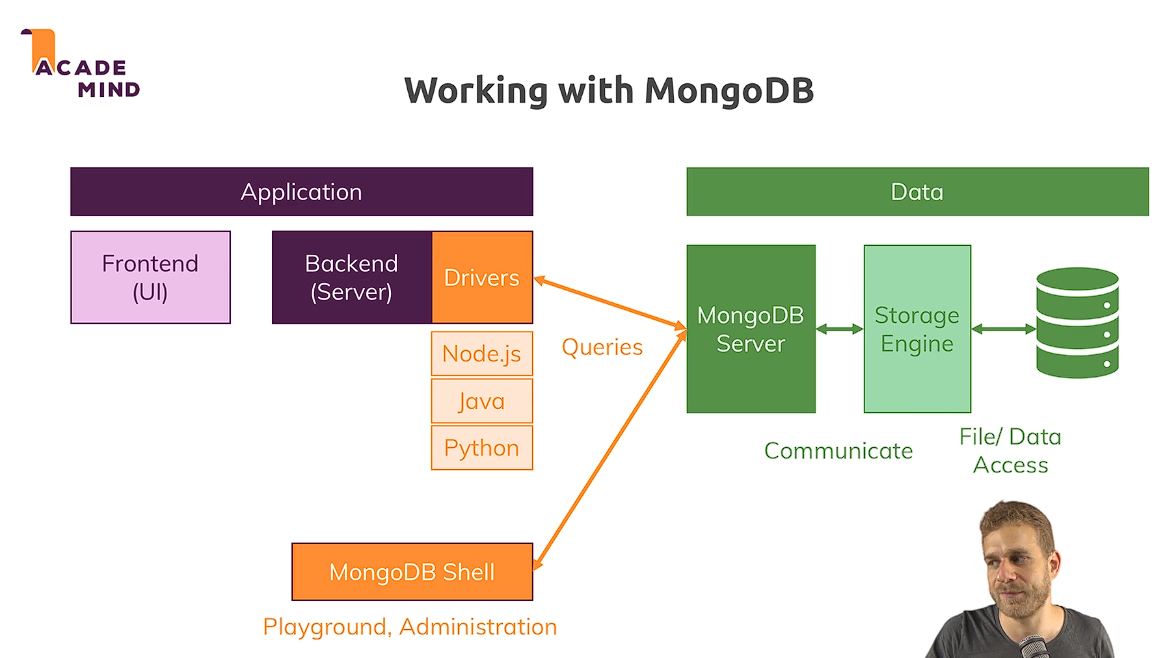 ACADE
MIND
Working with MongoDB
Application
Data
Frontend
(UI)
Backend
(Server)
Drivers
Node.js
Java
Python
Queries
MongoDB
Server
Storage
Engine
Communicate
File/ Data
Access
MongoDB Shell
Playground, Administration